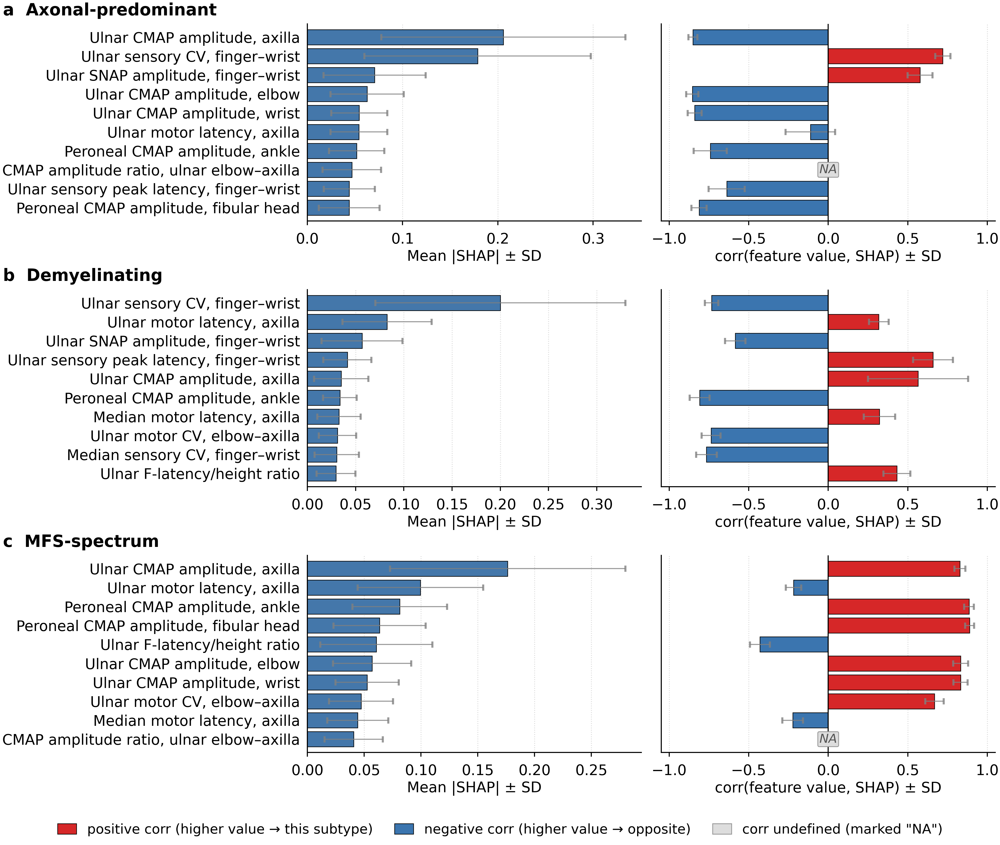 a Axonal-predominant
Ulnar CMAP amplitude, axilla
Ulnar sensory CV, finger–wrist
Ulnar SNAP amplitude, finger–wrist
Ulnar CMAP amplitude, elbow
Ulnar CMAP amplitude, wrist
Ulnar motor latency, axilla
Peroneal CMAP amplitude, ankle
CMAP amplitude ratio, ulnar elbow–axilla
NA
Ulnar sensory peak latency, finger–wrist
Peroneal CMAP amplitude, fibular head
0.0 0.1 0.2 0.3
Mean |SHAP| ± SD
−1.0 −0.5 0.0 0.5 1.0
corr(feature value, SHAP) ± SD
b Demyelinating
Ulnar sensory CV, finger–wrist
Ulnar motor latency, axilla
Ulnar SNAP amplitude, finger–wrist
Ulnar sensory peak latency, finger–wrist
Ulnar CMAP amplitude, axilla
Peroneal CMAP amplitude, ankle
Median motor latency, axilla
Ulnar motor CV, elbow–axilla
Median sensory CV, finger–wrist
Ulnar F-latency/height ratio
0.00 0.05 0.10 0.15 0.20 0.25 0.30
Mean |SHAP| ± SD
−1.0 −0.5 0.0 0.5 1.0
corr(feature value, SHAP) ± SD
c MFS-spectrum
Ulnar CMAP amplitude, axilla
Ulnar motor latency, axilla
Peroneal CMAP amplitude, ankle
Peroneal CMAP amplitude, fibular head
Ulnar F-latency/height ratio
Ulnar CMAP amplitude, elbow
Ulnar CMAP amplitude, wrist
Ulnar motor CV, elbow–axilla
Median motor latency, axilla
CMAP amplitude ratio, ulnar elbow–axilla
NA
0.00 0.05 0.10 0.15 0.20 0.25
Mean |SHAP| ± SD
−1.0 −0.5 0.0 0.5 1.0
corr(feature value, SHAP) ± SD
positive corr (higher value → this subtype)
negative corr (higher value → opposite)
corr undefined (marked "NA")